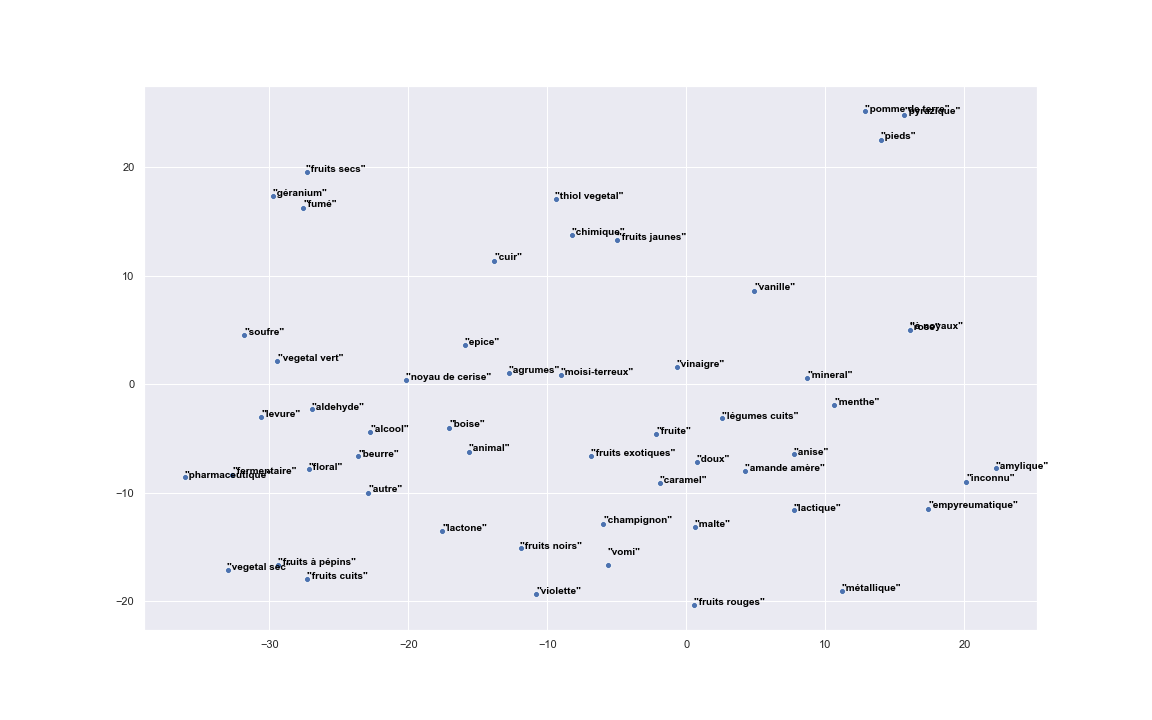 "pomme de terre"
"pyrazique"
"pieds"
20
"fruits secs"
"géranium"
"thiol vegetal"
"fumé"
"chimique"
"fruits jaunes"
"cuir"
10
"vanille"
"à noyaux"
"rose"
"soufre"
"epice"
"vegetal vert"
"vinaigre"
"agrumes"
"moisi-terreux"
"noyau de cerise"
"mineral"
0
"menthe"
"aldehyde"
"levure"
"légumes cuits"
"boise"
"alcool"
"fruite"
"animal"
"anise"
"beurre"
"fruits exotiques"
"doux"
"floral"
"amande amère"
"amylique"
"fermentaire"
"pharmaceutique"
"inconnu"
"caramel"
"autre"
−10
"empyreumatique"
"lactique"
"champignon"
"malte"
"lactone"
"fruits noirs"
"vomi"
"fruits à pépins"
"vegetal sec"
"fruits cuits"
"métallique"
"violette"
"fruits rouges"
−20
−30
−20
−10
0
10
20